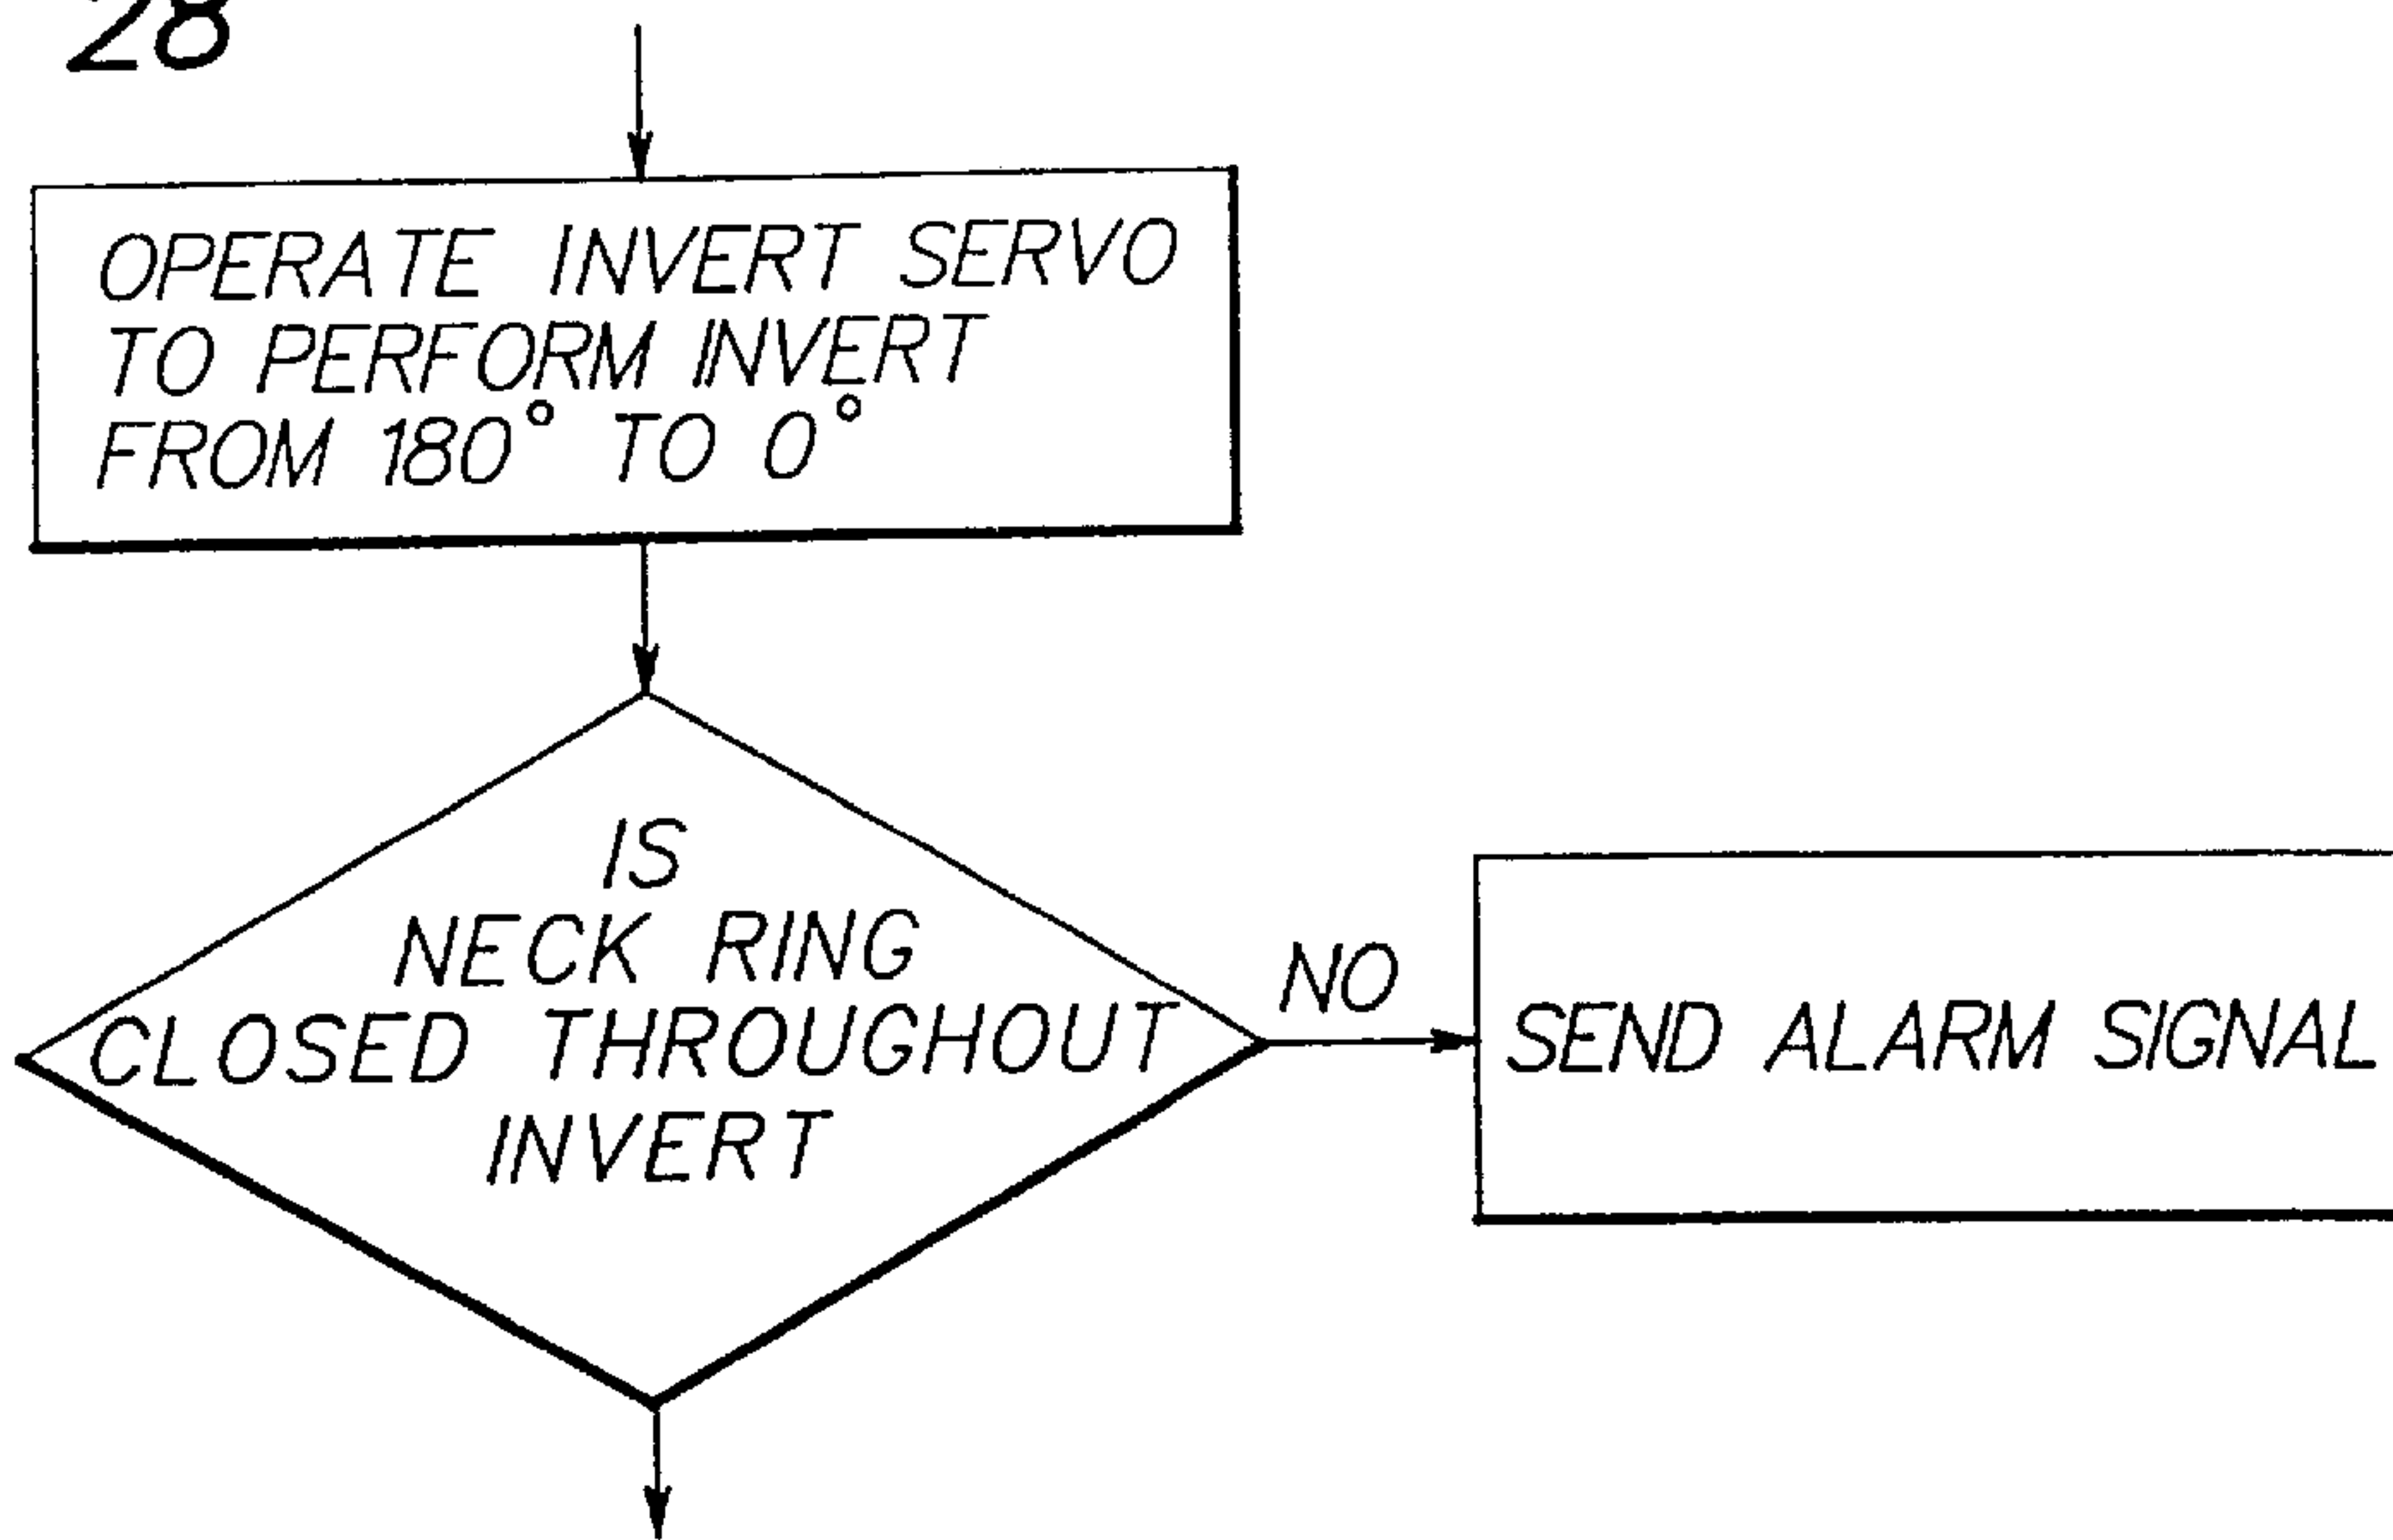 28
OPERATE INVERT SERVO
TO PERFORM INVERT
FROM 180° TO 0°
IS
NECK RING
CLOSED THROUGHOUT
INVERT
NO
SEND ALARM SIGNAL